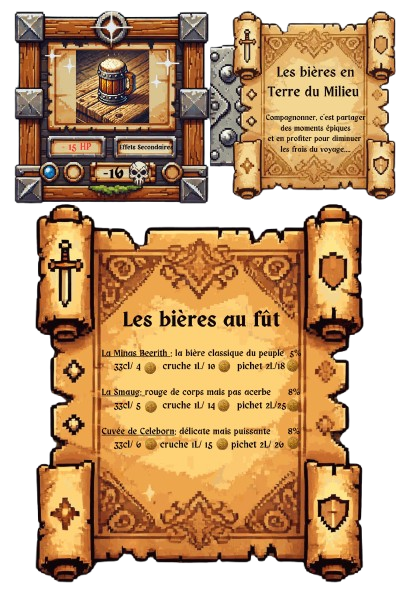 - 15 HP
Effets Secondaires
-16
Les bières en
Terre du Milieu
Compagnonner, c'est partager
des moments épiques
et en profiter pour diminuer
les frais du voyage...
Les bières au fût
La Minas Beerith : la bière classique du peuple 5%
33cl/ 4 cruche 1L/ 10 pichet 2L/18
La Smaug: rouge de corps mais pas acerbe 8%
33cl/ 5 cruche 1L/ 14 pichet 2L/25
Cuvée de Celeborn: délicate mais puissante 8%
33cl/ 6 cruche 1L/ 15 pichet 2L/ 26